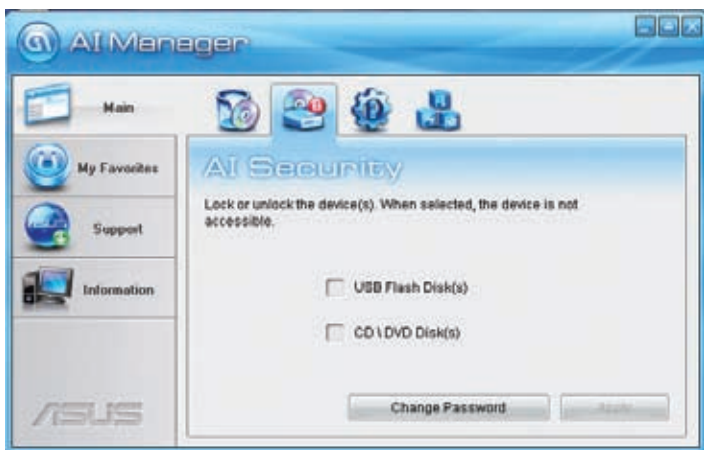 AI Manager
Main
My Favorites
Support
Information
AI Security
Lock or unlock the device(s). When selected, the device is not
accessible.
USB Flash Disk(s)
CD \ DVD Disk(s)
Change Password
Apply
ASUS